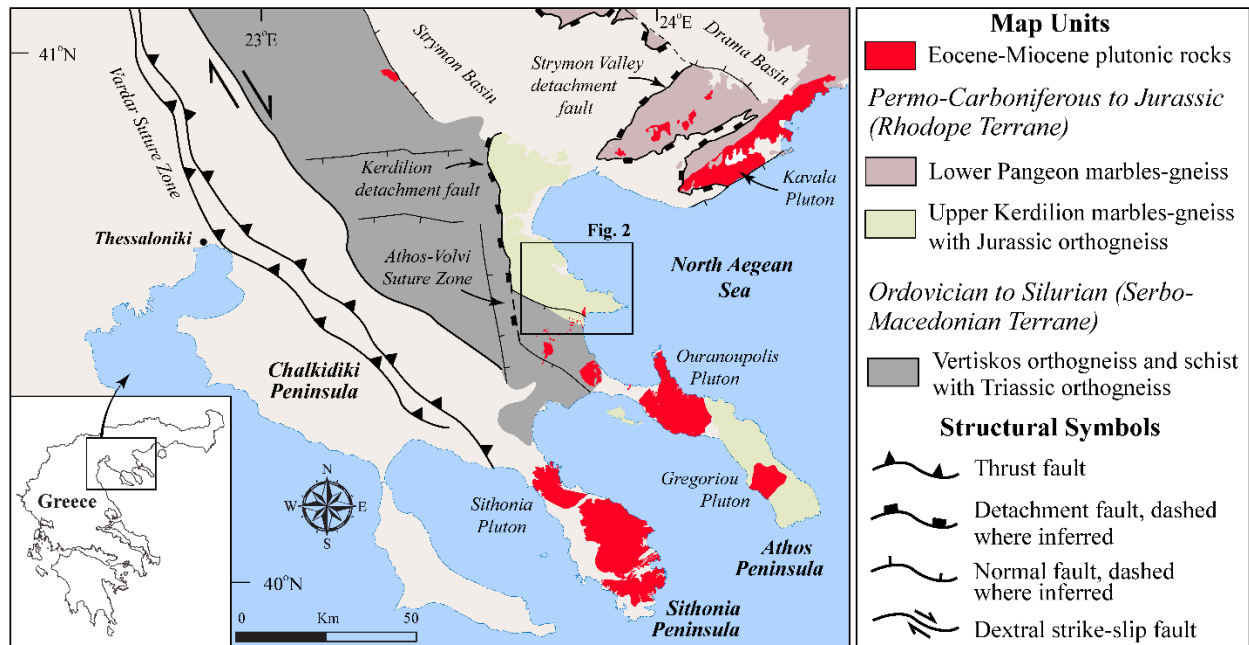 41°N
23°E
24°E
Vardar Suture Zone
Strymon Basin
Strymon Valley
detachment
fault
Drama Basin
Kerdilion
detachment fault
Kavala
Pluton
Thessaloniki
Athos-Volvi
Suture Zone
Fig. 2
North Aegean
Sea
Chalkidiki
Peninsula
Ouranoupolis
Pluton
Gregoriou
Pluton
Sithonia
Pluton
Athos
Peninsula
Sithonia
Peninsula
N
W
E
S
Greece
40°N
0
Km
50
Map Units
Eocene-Miocene plutonic rocks
Permo-Carboniferous to Jurassic
(Rhodope Terrane)
Lower Pangeon marbles-gneiss
Upper Kerdilion marbles-gneiss
with Jurassic orthogneiss
Ordovician to Silurian (Serbo-
Macedonian Terrane)
Vertiskos orthogneiss and schist
with Triassic orthogneiss
Structural Symbols
Thrust fault
Detachment fault, dashed
where inferred
Normal fault, dashed
where inferred
Dextral strike-slip fault